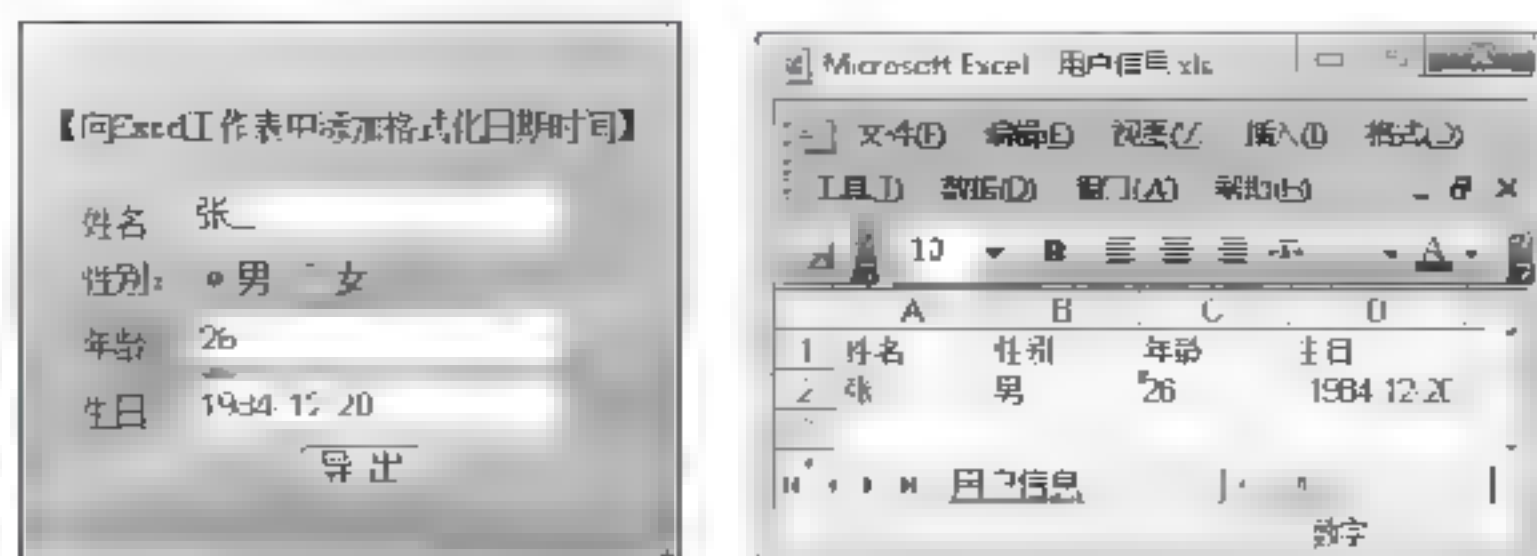 【向Excel工作表中添加格式化日期时间】
姓名 张
性别: 男 女
年龄 26
生日 1984-12-20
导出
Microsoft Excel 用户信息.xls
文件(F) 编辑(E) 视图(V) 插入(I) 格式(O)
工具(T) 数据(D) 窗口(W) 帮助(H)
10 B A
A B C D
1 姓名 性别 年龄 生日
2 张 男 26 1984-12-20
用户信息
数字